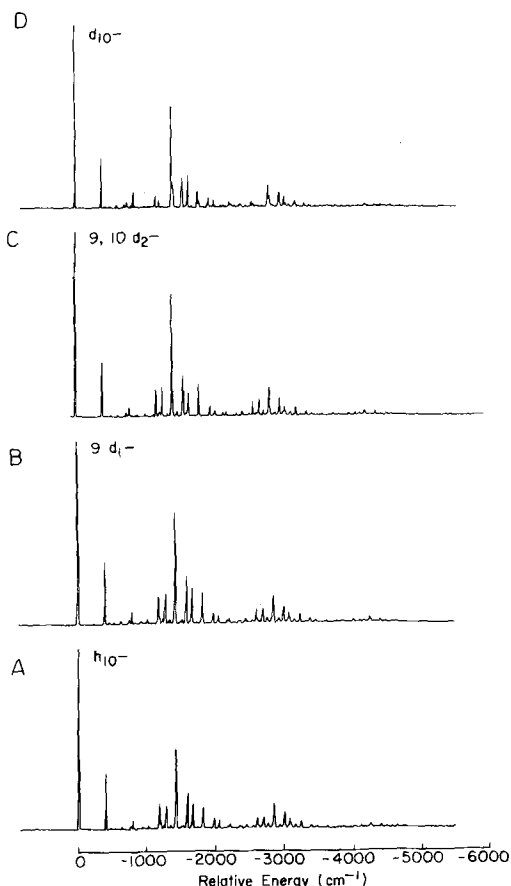 D
d10-
C
9, 10 d2-
B
9 d1-
A
h10-
0 -1000 -2000 -3000 -4000 -5000 -6000
Relative Energy (cm-1)